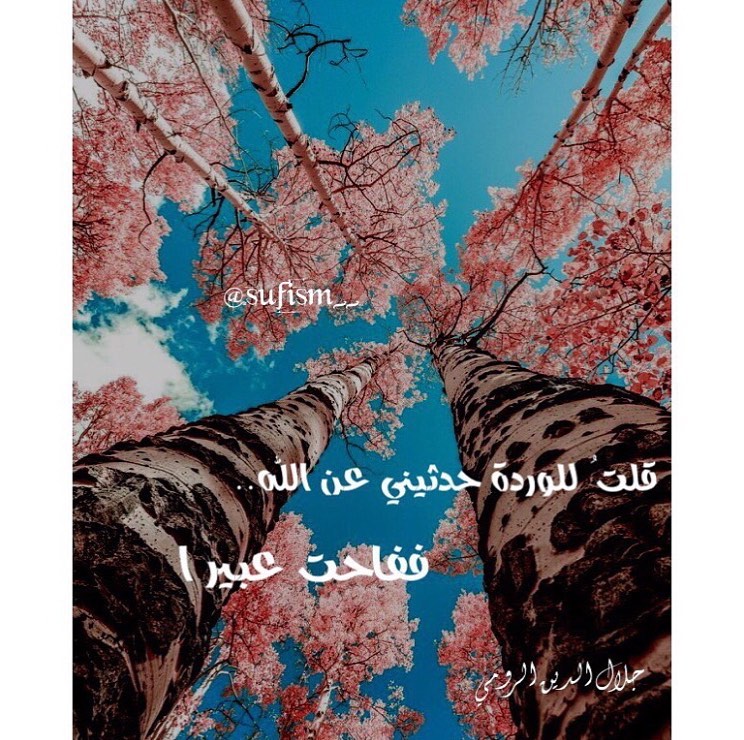 @sufism__
قلتُ للوردة حدثيني عن الله..
ففاحت عبيرا
جلال الدين الرومي